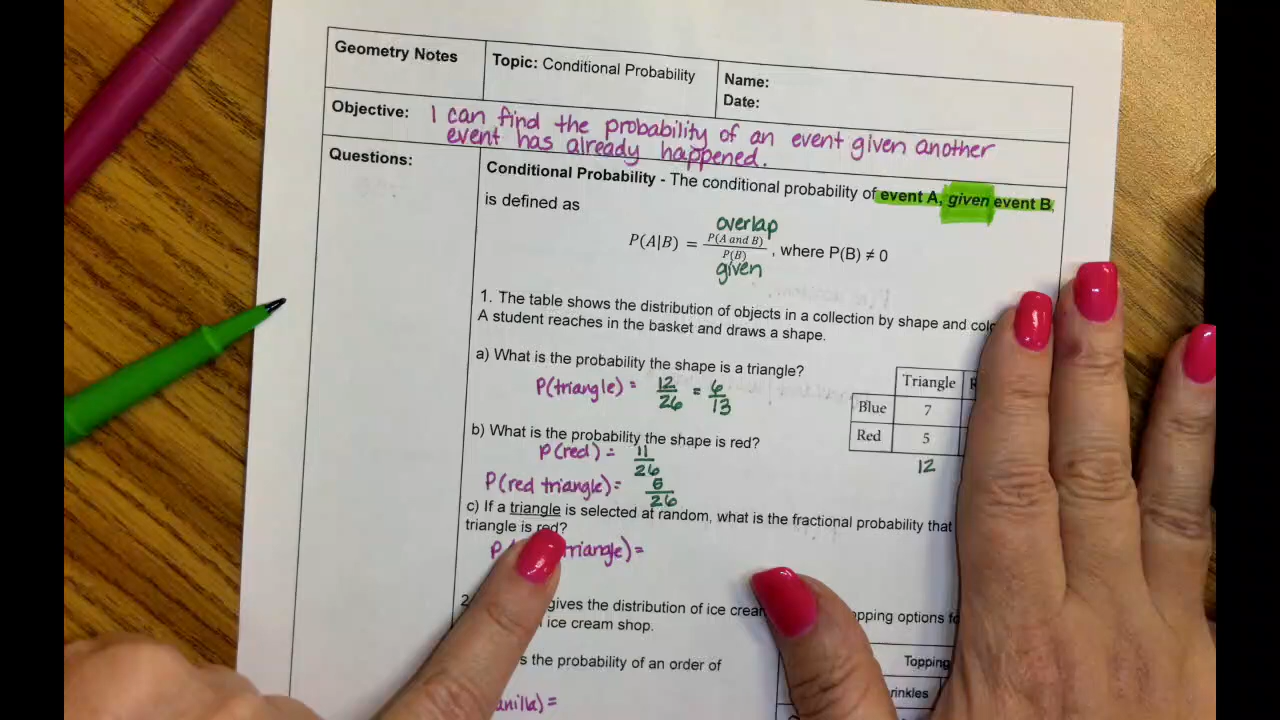 Geometry Notes
Topic: Conditional Probability
Name:
Date:
Objective: I can find the probability of an event given another
event has already happened.
Questions:
Conditional Probability - The conditional probability of event A, given event B,
is defined as
overlap
P(A|B) = P(A and B) / P(B), where P(B) ≠ 0
given
1. The table shows the distribution of objects in a collection by shape and
A student reaches in the basket and draws a shape.
a) What is the probability the shape is a triangle?
P(triangle) = 12/26 = 6/13
Triangle
Blue 7
Red 5
12
b) What is the probability the shape is red?
P(red) = 11/26
P(red triangle) = 5/26
c) If a triangle is selected at random, what is the fractional probability that
triangle is red?
P( triangle) =
2 gives the distribution of ice cream topping options
ice cream shop.
the probability of an order of
Topping
=